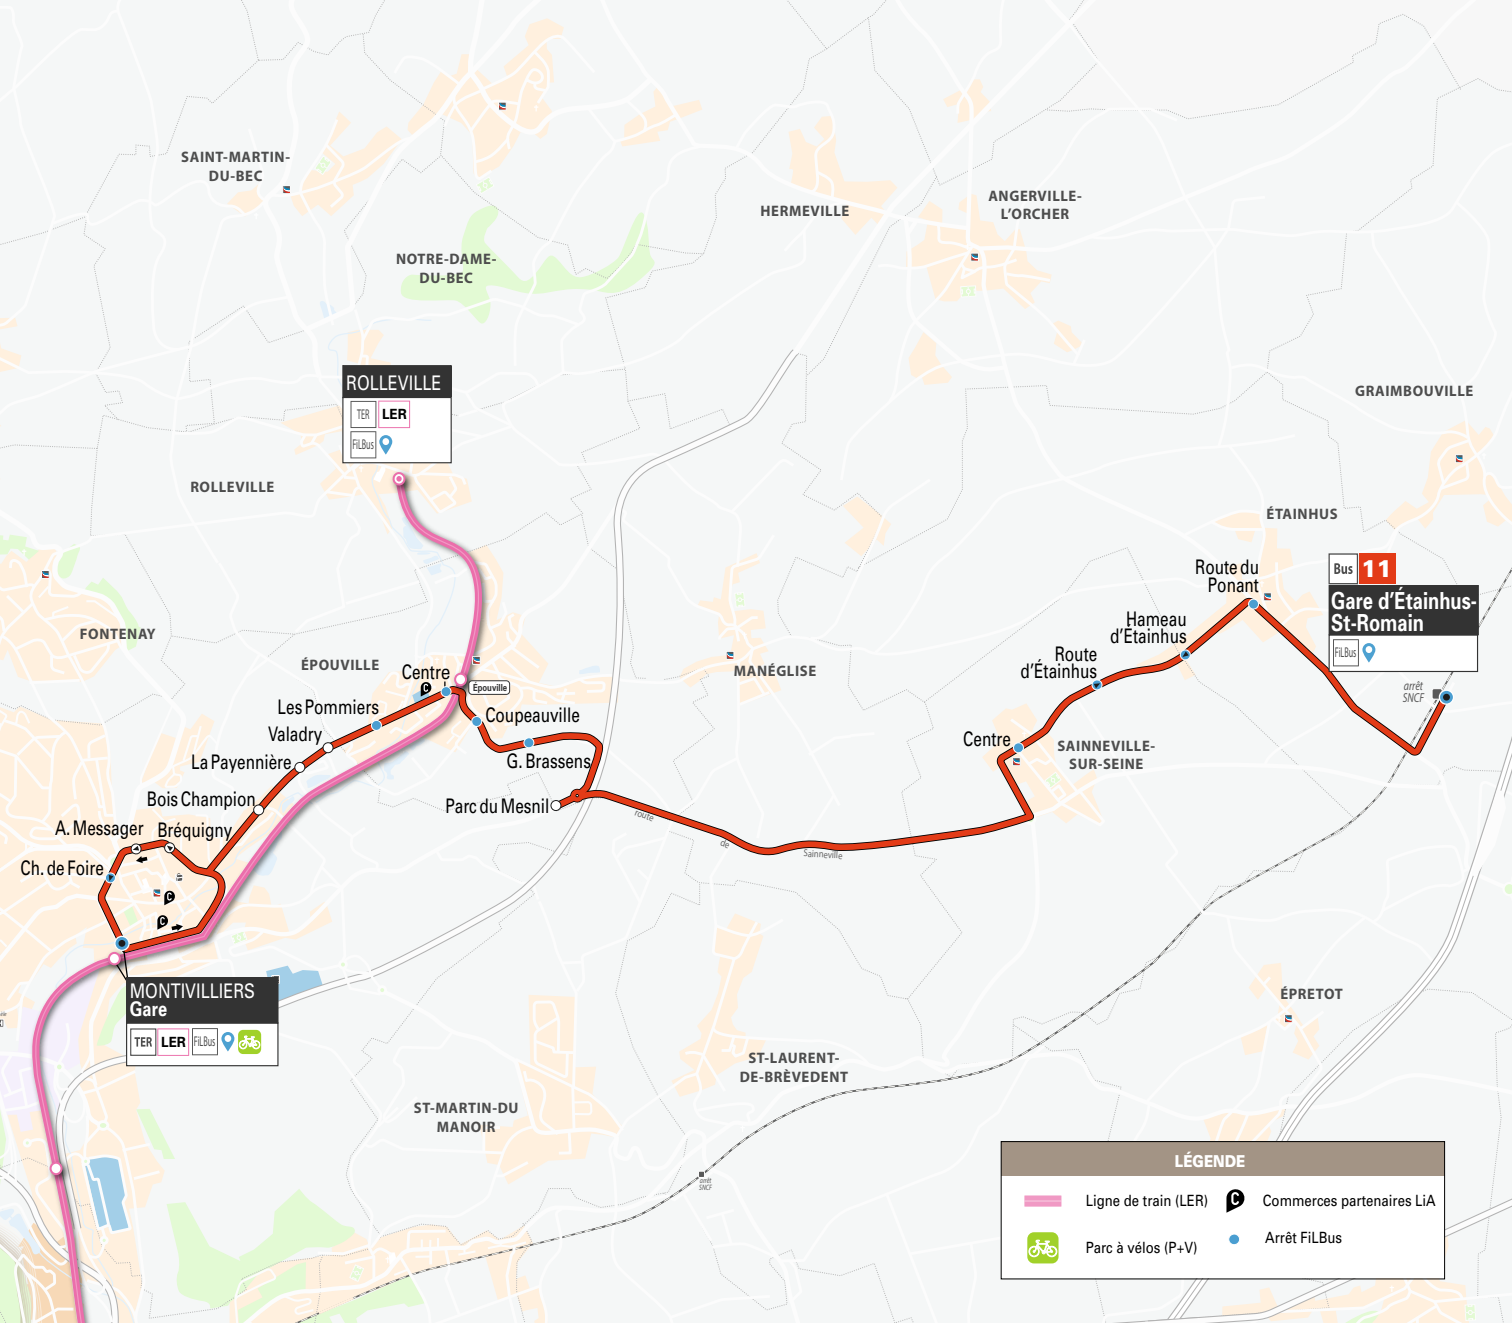 SAINT-MARTIN-
DU-BEC
HERMEVILLE
ANGERVILLE-
L'ORCHER
NOTRE-DAME-
DU-BEC
ROLLEVILLE
TER
LER
FiLBus
GRAIMBOUVILLE
ROLLEVILLE
ÉTAINHUS
Bus 11
Gare d'Étainhus-
St-Romain
FiLBus
Route du
Ponant
Hameau
d'Etainhus
Route
d'Étainhus
FONTENAY
ÉPOUVILLE
MANÉGLISE
Centre
C
Épouville
arrêt
SNCF
Les Pommiers
Coupeauville
Valadry
Centre
SAINNEVILLE-
SUR-SEINE
La Payennière
G. Brassens
Bois Champion
Parc du Mesnil
route
de
Sainneville
A. Messager
Bréquigny
Ch. de Foire
C
C
MONTIVILLIERS
Gare
TER
LER
FiLBus
ÉPRETOT
ST-LAURENT-
DE-BRÈVEDENT
ST-MARTIN-DU
MANOIR
arrêt
SNCF
LÉGENDE
Ligne de train (LER)
C
Commerces partenaires LiA
Parc à vélos (P+V)
Arrêt FiLBus